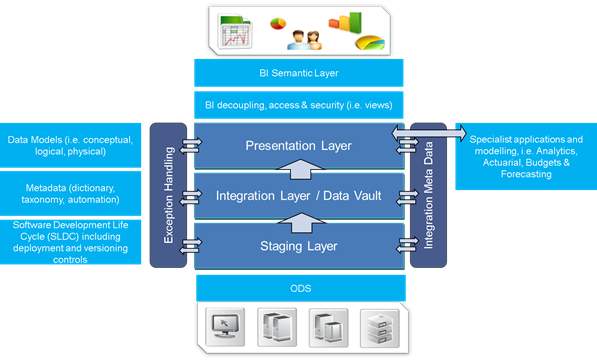 BI Semantic Layer
BI decoupling, access & security (i.e. views)
Data Models (i.e. conceptual,
logical, physical)
Metadata (dictionary,
taxonomy, automation)
Software Development Life
Cycle (SLDC) including
deployment and versioning
controls
Exception Handling
Presentation Layer
Integration Layer / Data Vault
Staging Layer
Integration Meta Data
Specialist applications and
modelling, i.e. Analytics,
Actuarial, Budgets &
Forecasting
ODS